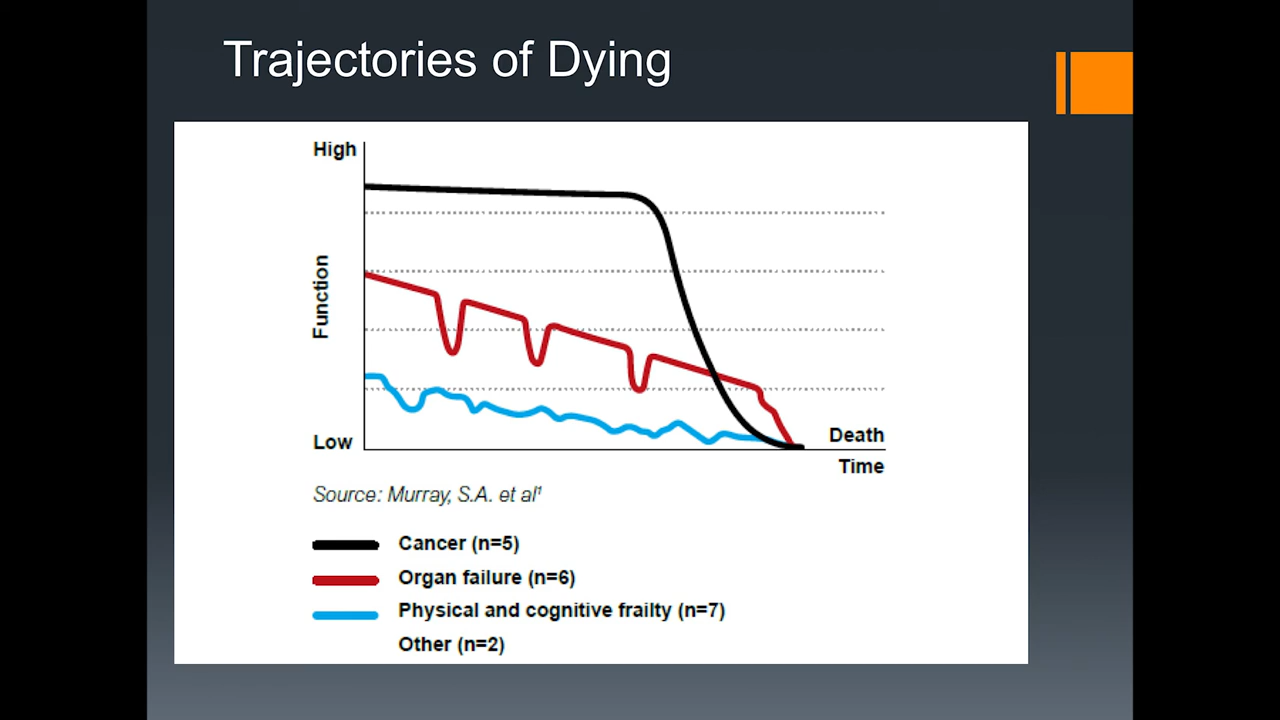 Trajectories of Dying
High
Function
Low
Death
Time
Source: Murray, S.A. et al¹
Cancer (n=5)
Organ failure (n=6)
Physical and cognitive frailty (n=7)
Other (n=2)